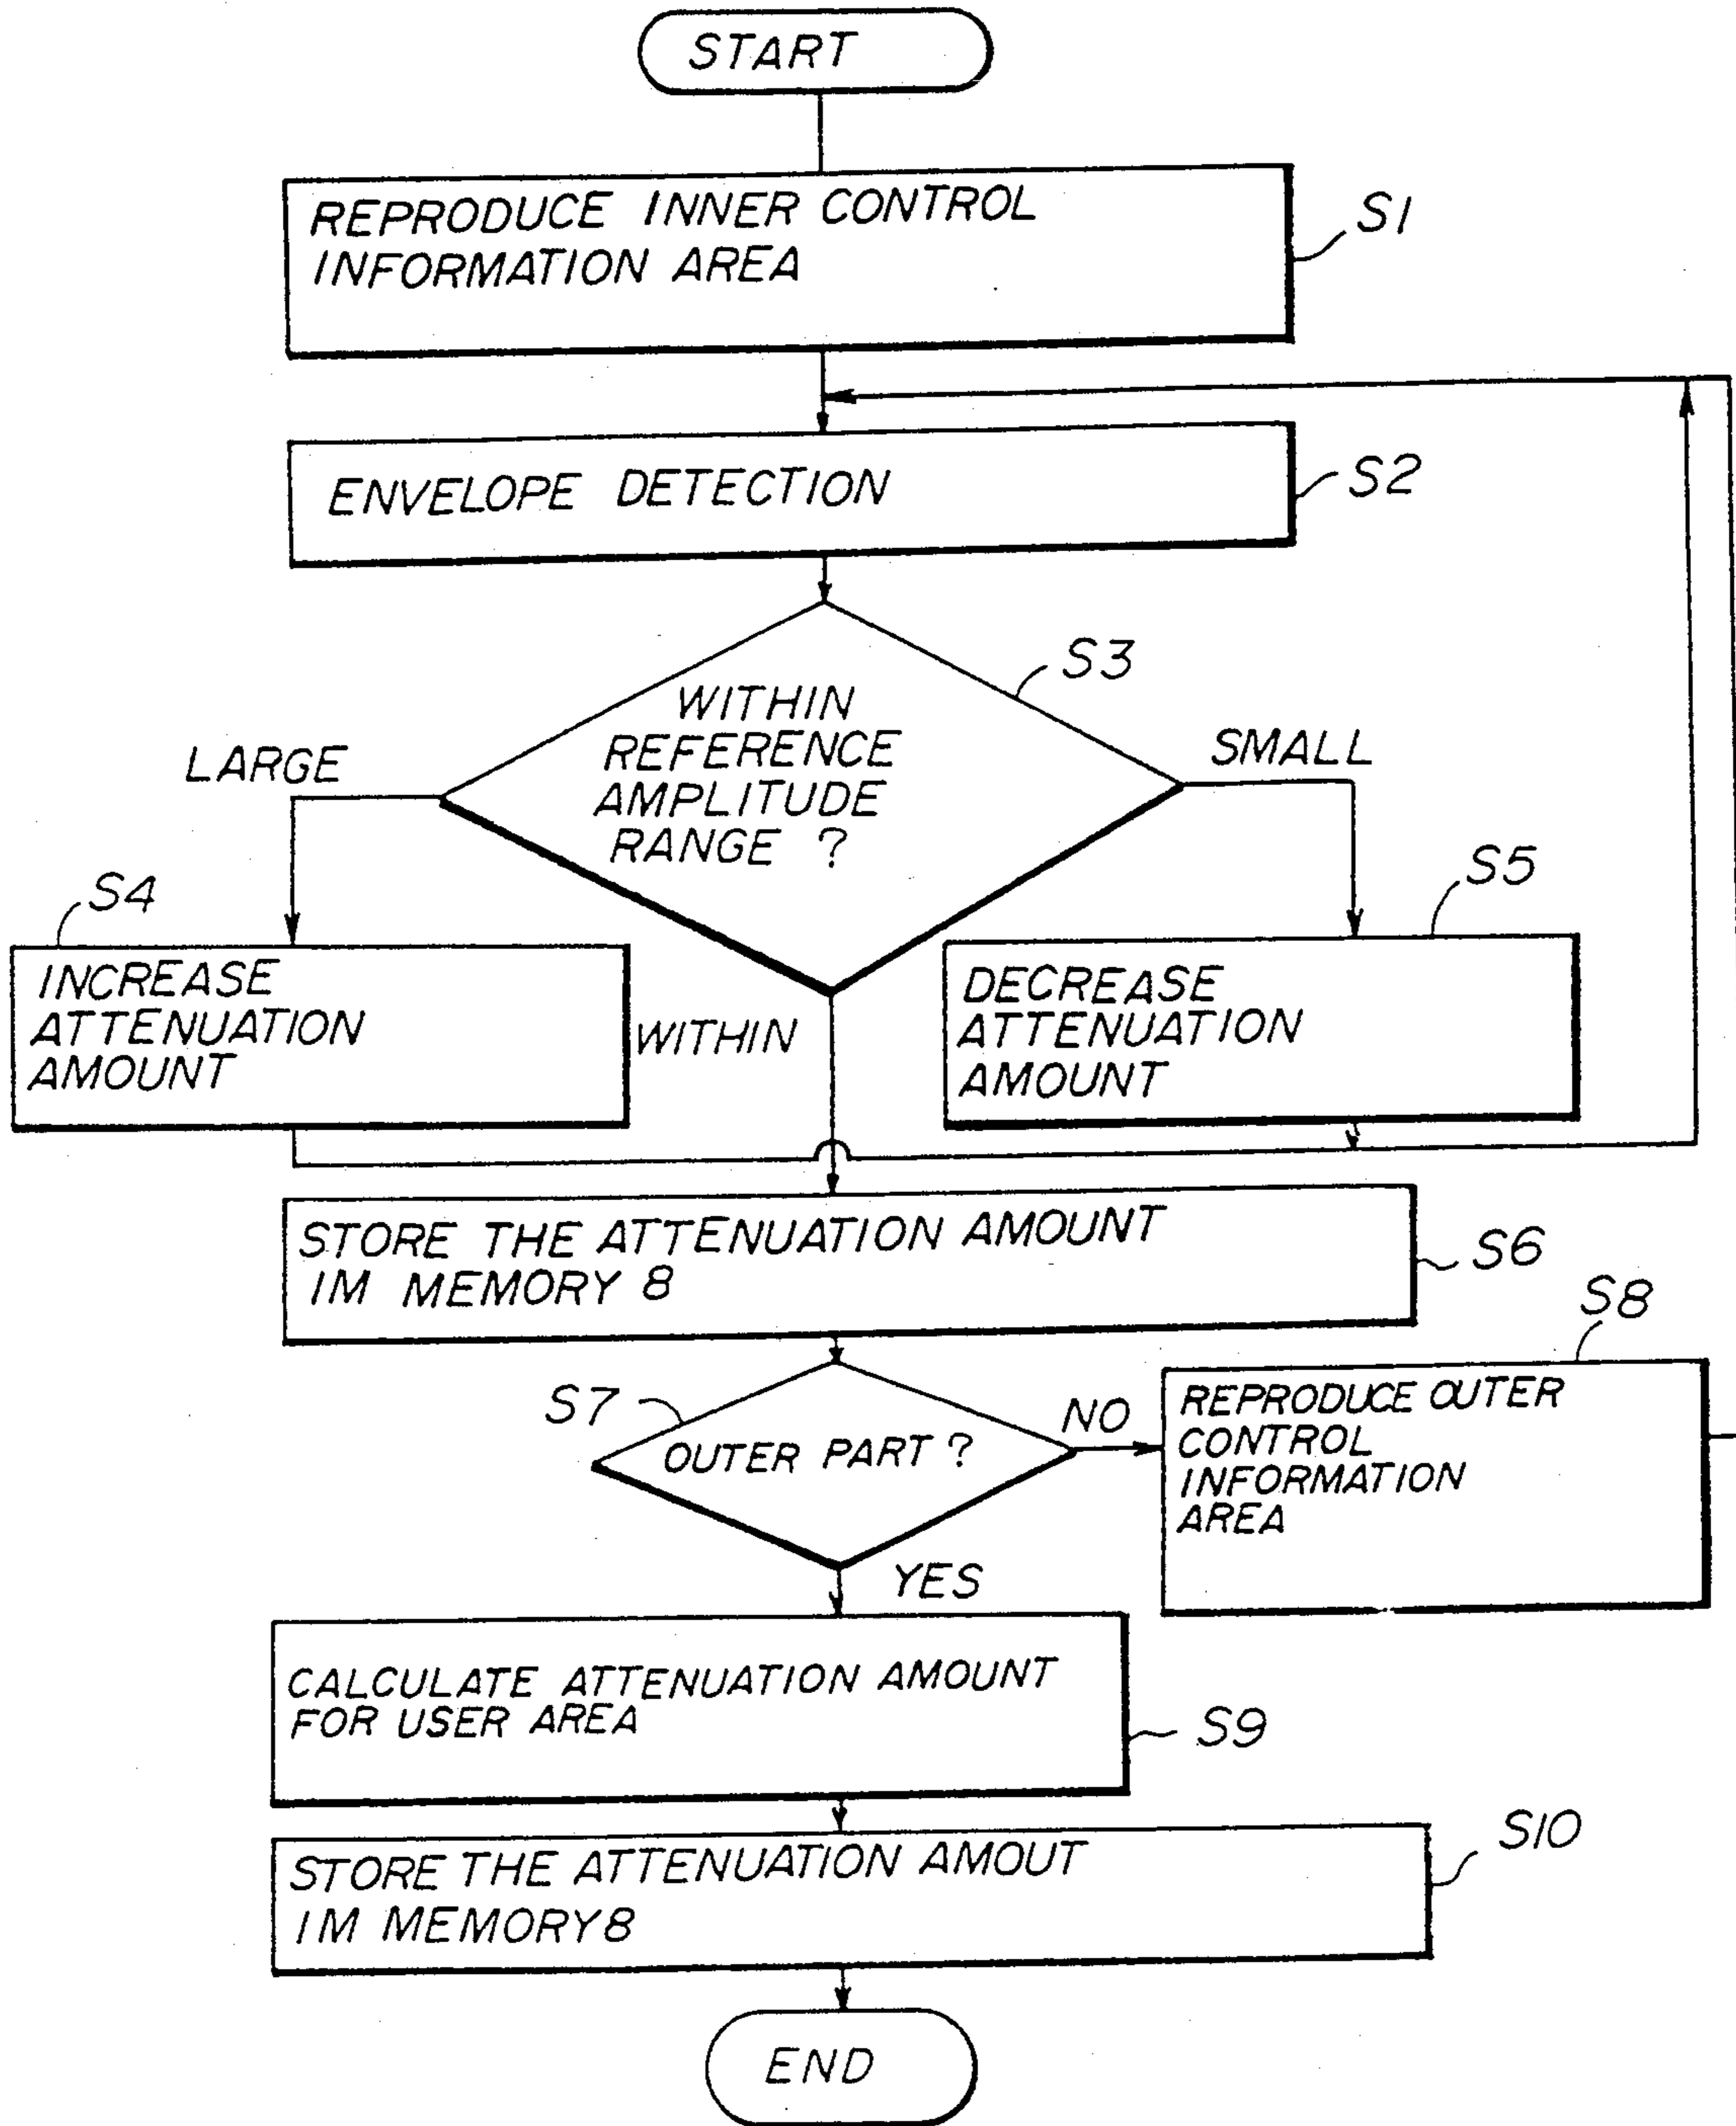 START
REPRODUCE INNER CONTROL
INFORMATION AREA
S1
ENVELOPE DETECTION
S2
S3
WITHIN
REFERENCE
AMPLITUDE
RANGE ?
LARGE
SMALL
S4
S5
INCREASE
ATTENUATION
AMOUNT
WITHIN
DECREASE
ATTENUATION
AMOUNT
STORE THE ATTENUATION AMOUNT
IM MEMORY 8
S6
S8
S7
OUTER PART ?
NO
REPRODUCE OUTER
CONTROL
INFORMATION
AREA
YES
CALCULATE ATTENUATION AMOUNT
FOR USER AREA
S9
STORE THE ATTENUATION AMOUT
IM MEMORY 8
S10
END